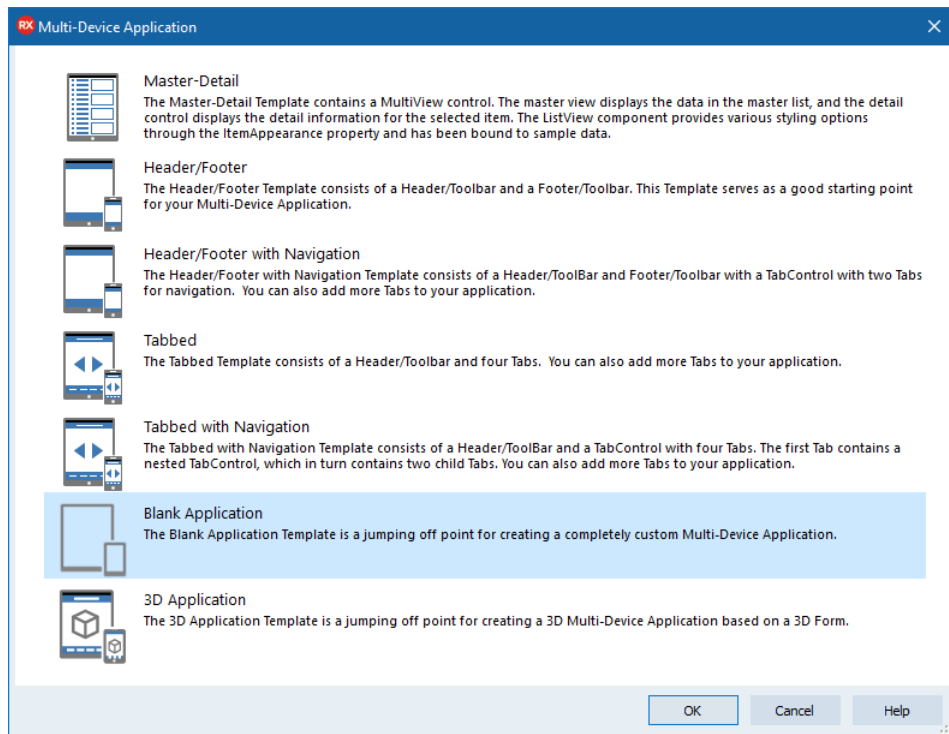 RX Multi-Device Application
Master-Detail
The Master-Detail Template contains a MultiView control. The master view displays the data in the master list, and the detail
control displays the detail information for the selected item. The ListView component provides various styling options
through the ItemAppearance property and has been bound to sample data.
Header/Footer
The Header/Footer Template consists of a Header/Toolbar and a Footer/Toolbar. This Template serves as a good starting point
for your Multi-Device Application.
Header/Footer with Navigation
The Header/Footer with Navigation Template consists of a Header/ToolBar and Footer/Toolbar with a TabControl with two Tabs
for navigation.  You can also add more Tabs to your application.
Tabbed
The Tabbed Template consists of a Header/Toolbar and four Tabs.  You can also add more Tabs to your application.
Tabbed with Navigation
The Tabbed with Navigation Template consists of a Header/ToolBar and a TabControl with four Tabs. The first Tab contains a
nested TabControl, which in turn contains two child Tabs. You can also add more Tabs to your application.
Blank Application
The Blank Application Template is a jumping off point for creating a completely custom Multi-Device Application.
3D Application
The 3D Application Template is a jumping off point for creating a 3D Multi-Device Application based on a 3D Form.
OK Cancel Help